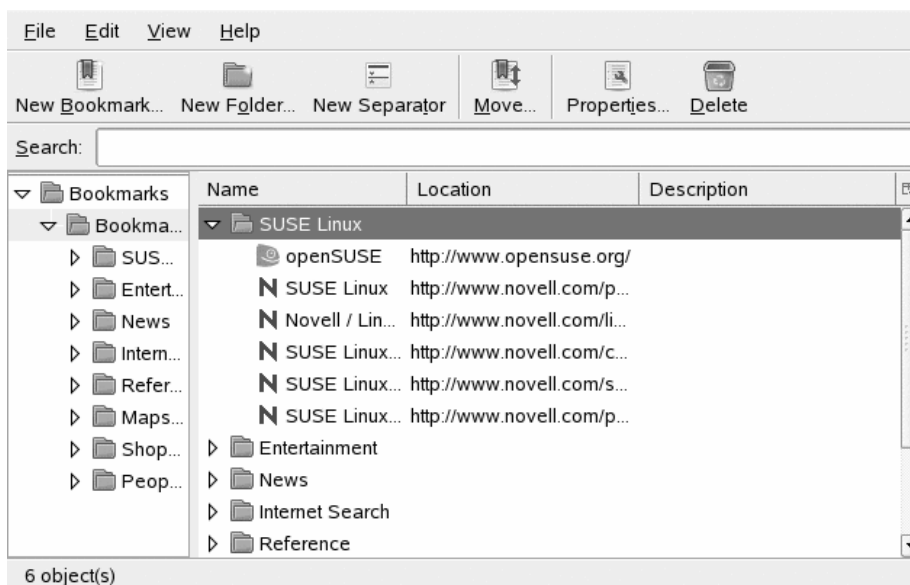 File Edit View Help
New Bookmark... New Folder... New Separator Move... Properties... Delete
Search:
Bookmarks
Bookma...
SUS...
Entert...
News
Intern...
Refer...
Maps...
Shop...
Peop...
Name Location Description
SUSE Linux
openSUSE http://www.opensuse.org/
SUSE Linux http://www.novell.com/p...
Novell / Lin... http://www.novell.com/li...
SUSE Linux... http://www.novell.com/c...
SUSE Linux... http://www.novell.com/s...
SUSE Linux... http://www.novell.com/p...
Entertainment
News
Internet Search
Reference
6 object(s)